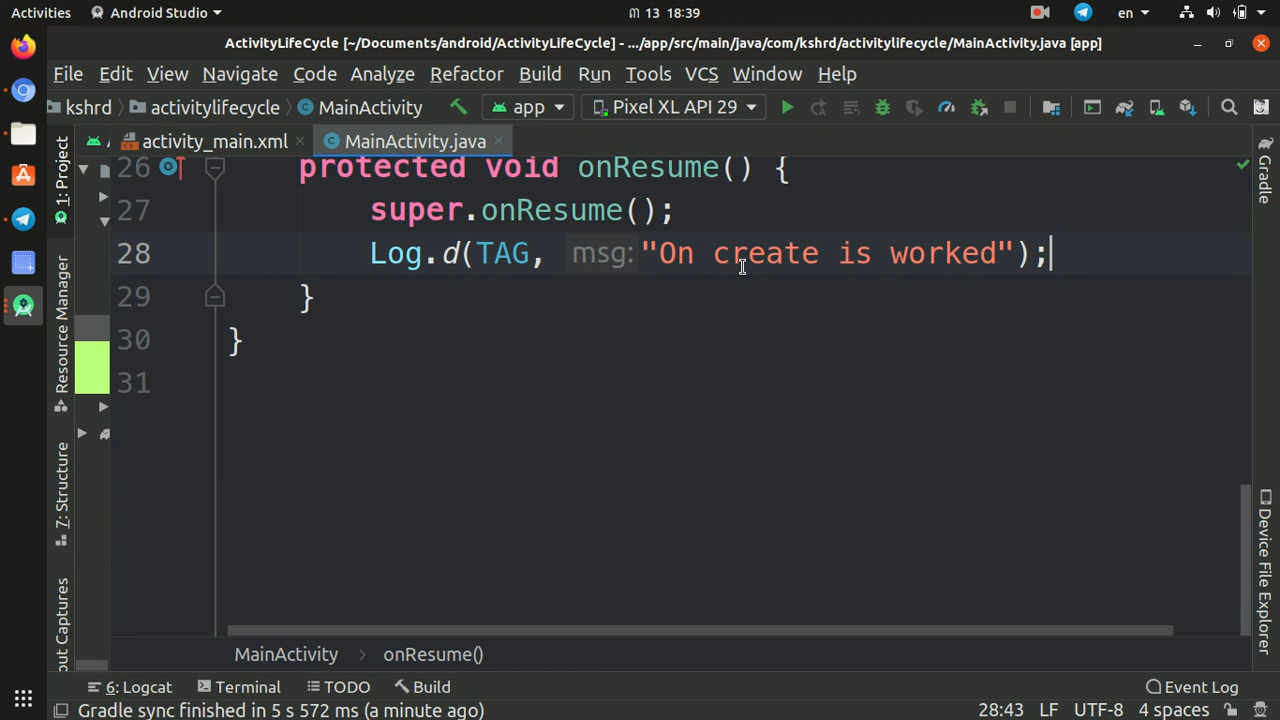 Activities Android Studio តា 13 18:39 en
ActivityLifeCycle [~/Documents/android/ActivityLifeCycle] - .../app/src/main/java/com/kshrd/activitylifecycle/MainActivity.java [app]
File Edit View Navigate Code Analyze Refactor Build Run Tools VCS Window Help
kshrd activitylifecycle MainActivity app Pixel XL API 29
activity_main.xml MainActivity.java
26 protected void onResume() {
27 super.onResume();
28 Log.d(TAG, msg: "On create is worked");
29 }
30 }
31
1: Project
Resource Manager
7: Structure
out Captures
Gradle
Device File Explorer
MainActivity > onResume()
6: Logcat Terminal TODO Build Event Log
Gradle sync finished in 5 s 572 ms (a minute ago) 28:43 LF UTF-8 4 spaces